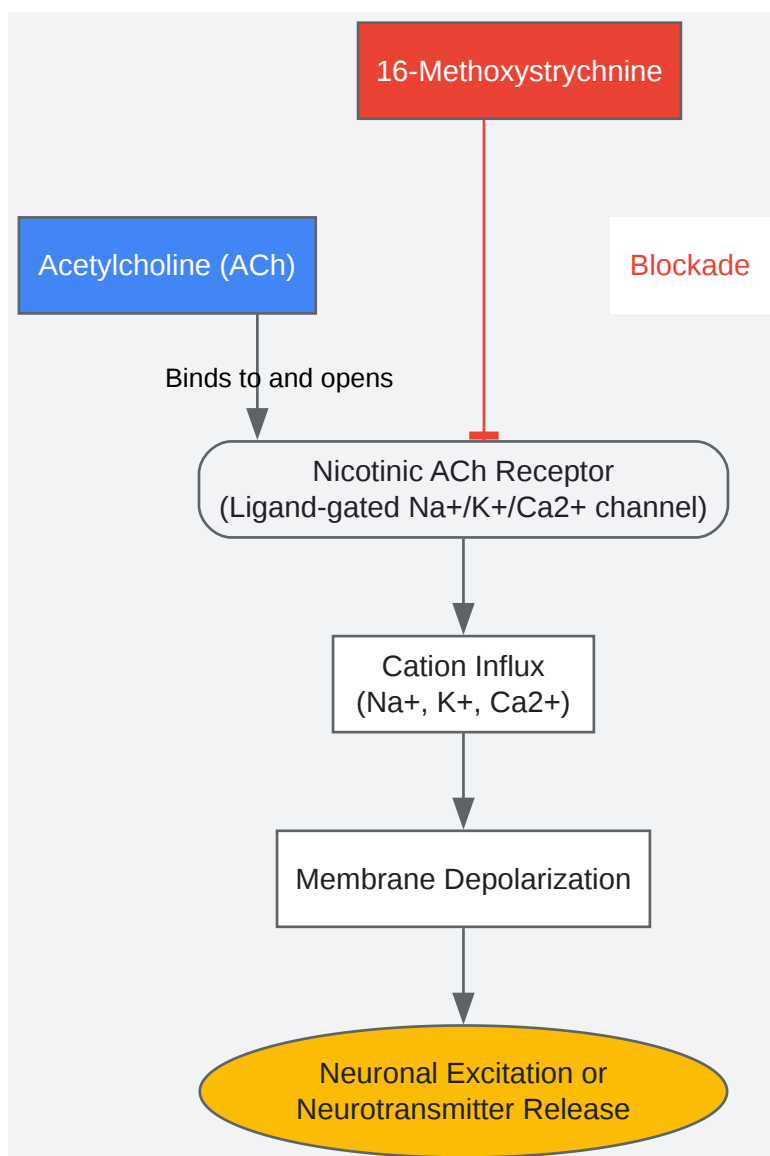 16-Methoxystrychnine
Acetylcholine (ACh)
Blockade
Binds to and opens
Nicotinic ACh Receptor
(Ligand-gated Na+/K+/Ca2+ channel)
Cation Influx
(Na+, K+, Ca2+)
Membrane Depolarization
Neuronal Excitation or
Neurotransmitter Release